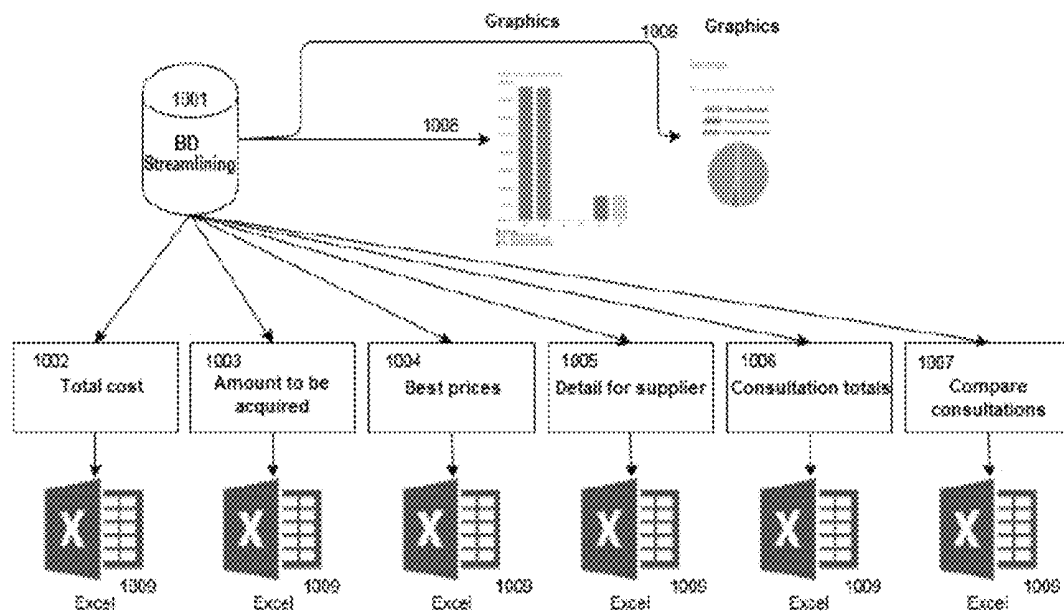 Graphics
1008
Graphics
1001
BD
Streamlining
1008
1002
Total cost
1003
Amount to be
acquired
1004
Best prices
1005
Detail for supplier
1006
Consultation totals
1007
Compare
consultations
1009
Excel
1009
Excel
1009
Excel
1009
Excel
1009
Excel
1009
Excel